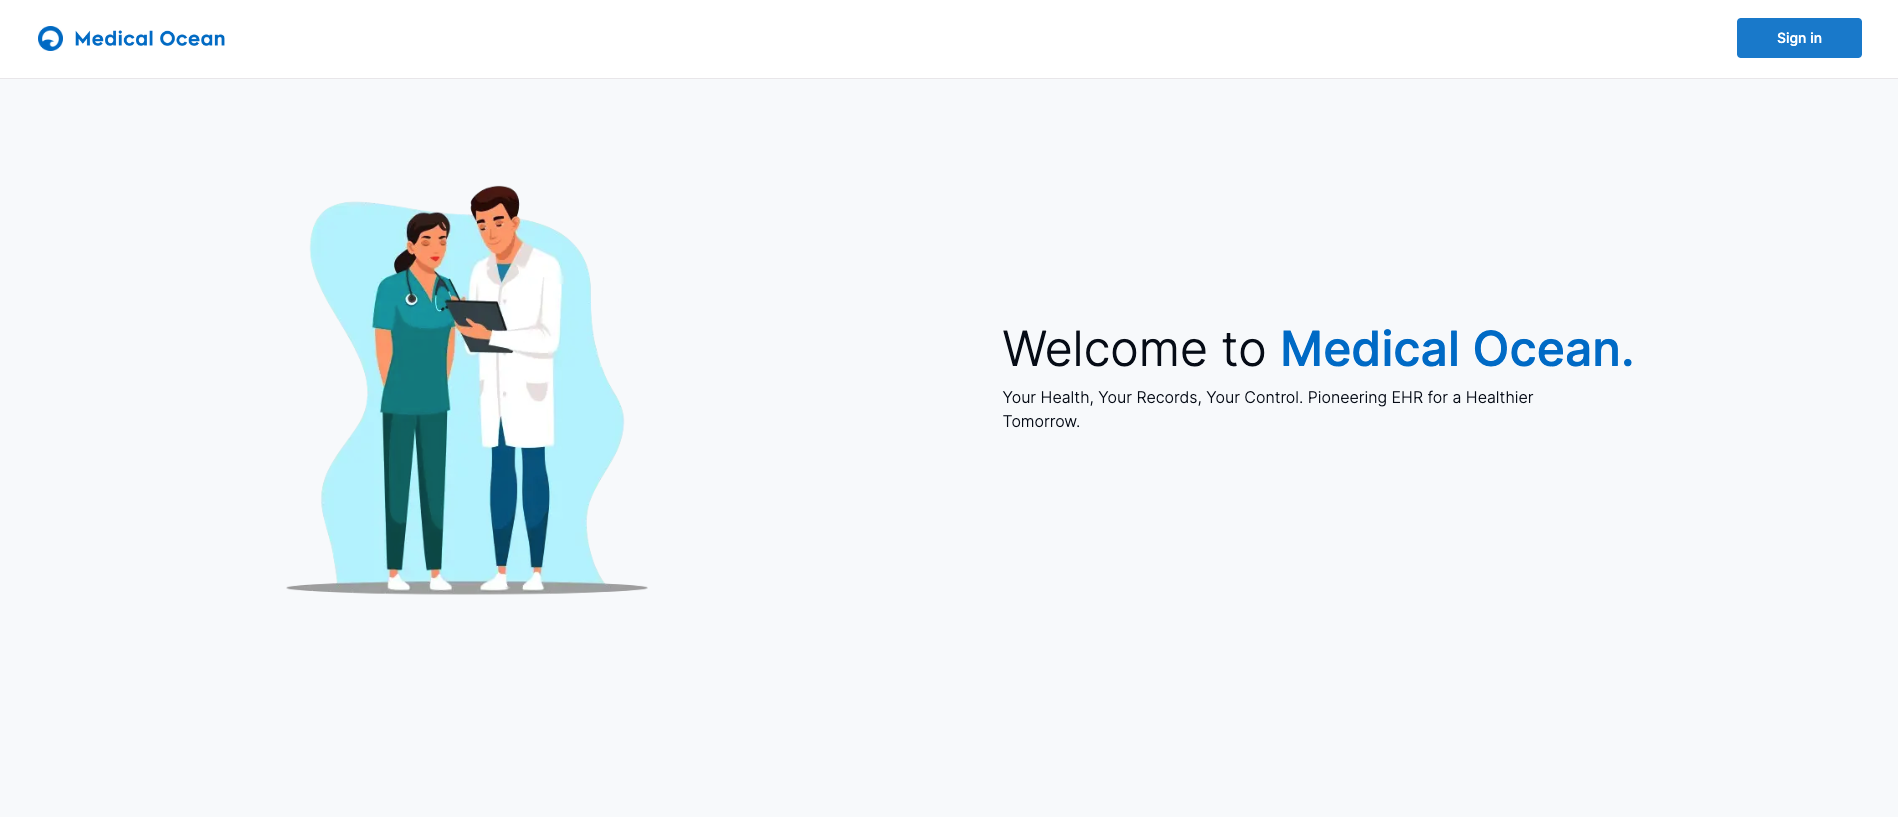 Medical Ocean
Sign in
Welcome to Medical Ocean.
Your Health, Your Records, Your Control. Pioneering EHR for a Healthier
Tomorrow.